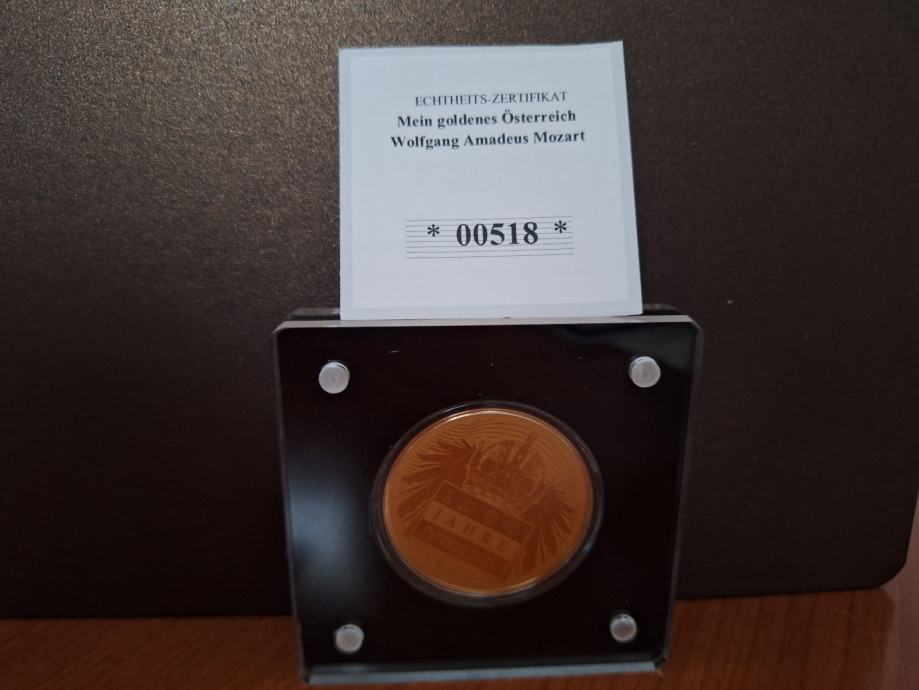 ECHTHEITS-ZERTIFIKAT
Mein goldenes Österreich
Wolfgang Amadeus Mozart
* 00518 *
JAHRE